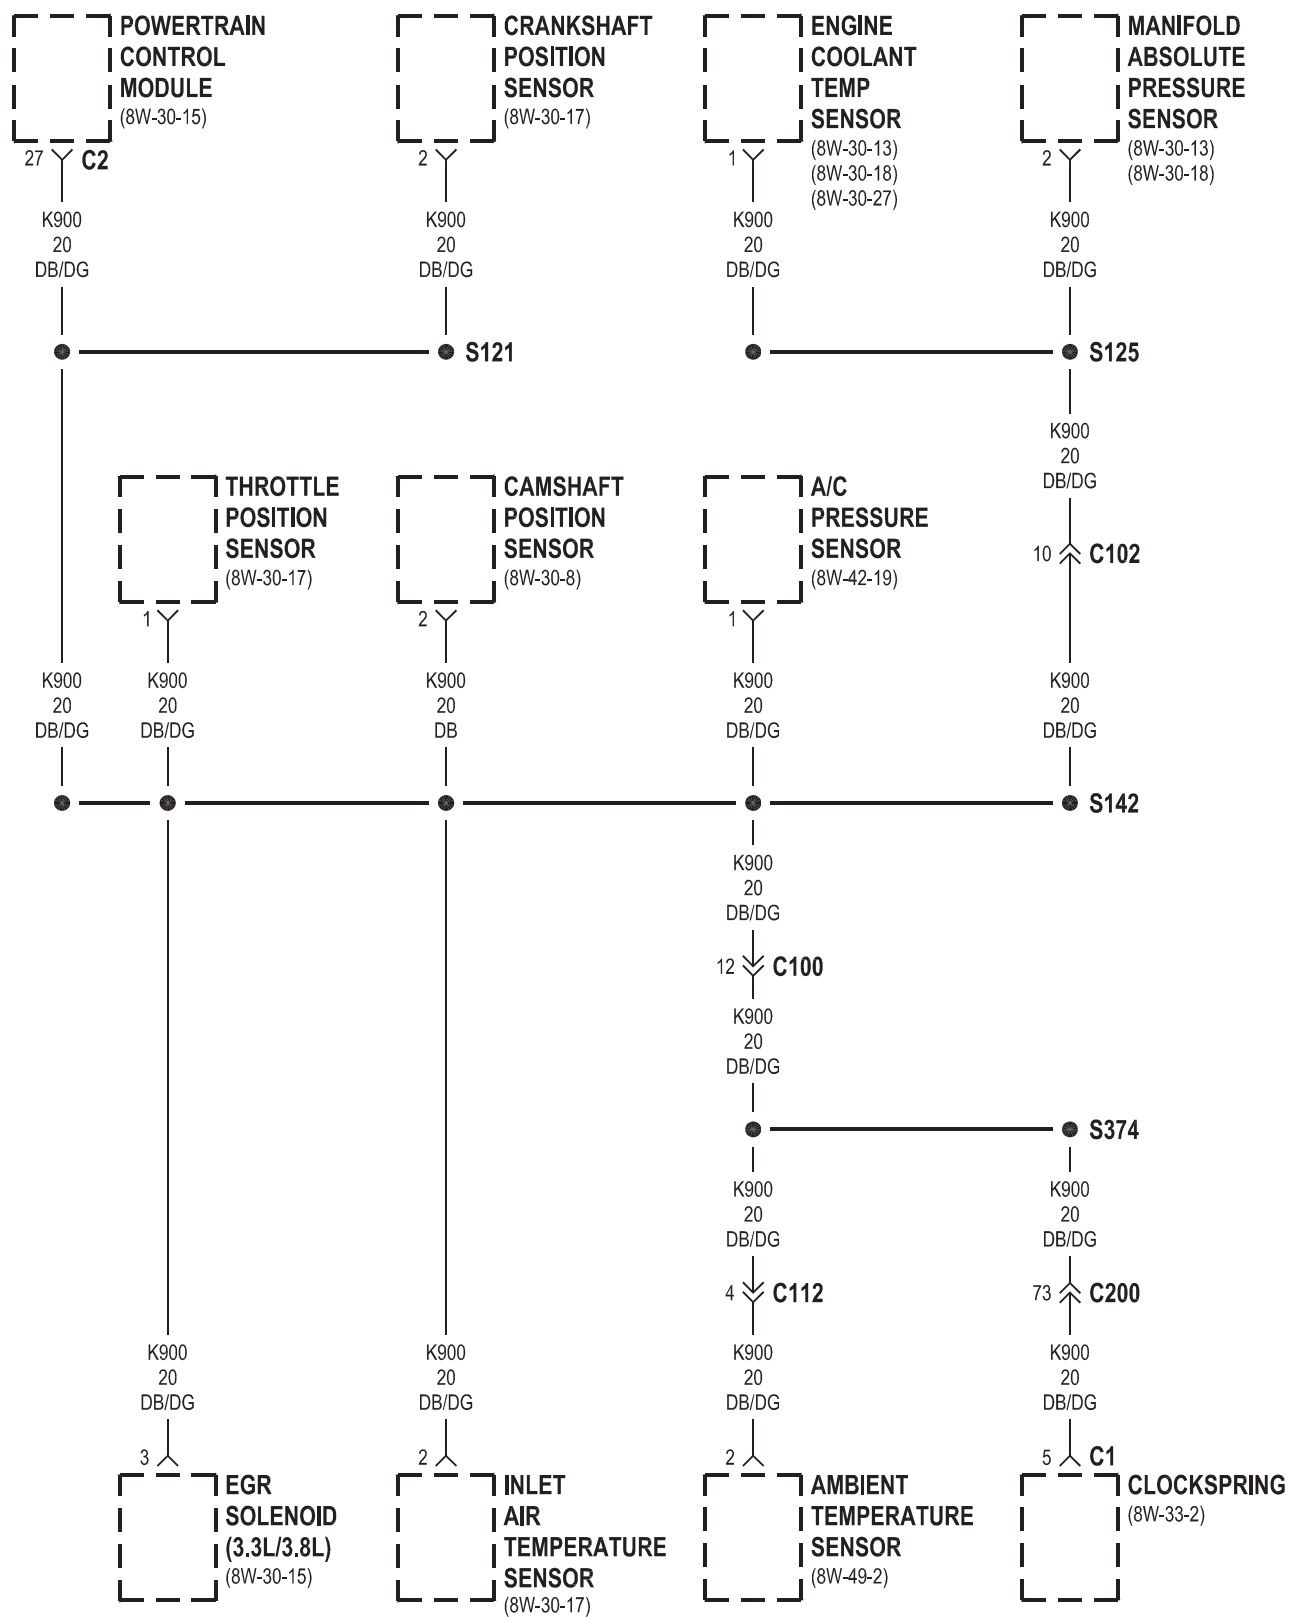 POWERTRAIN
CONTROL
MODULE
(8W-30-15)
27
C2
CRANKSHAFT
POSITION
SENSOR
(8W-30-17)
2
ENGINE
COOLANT
TEMP
SENSOR
(8W-30-13)
(8W-30-18)
(8W-30-27)
1
MANIFOLD
ABSOLUTE
PRESSURE
SENSOR
(8W-30-13)
(8W-30-18)
2
K900
20
DB/DG
K900
20
DB/DG
K900
20
DB/DG
K900
20
DB/DG
S121
S125
K900
20
DB/DG
THROTTLE
POSITION
SENSOR
(8W-30-17)
1
CAMSHAFT
POSITION
SENSOR
(8W-30-8)
2
A/C
PRESSURE
SENSOR
(8W-42-19)
1
10
C102
K900
20
DB/DG
K900
20
DB/DG
K900
20
DB
K900
20
DB/DG
K900
20
DB/DG
S142
K900
20
DB/DG
12
C100
K900
20
DB/DG
S374
K900
20
DB/DG
K900
20
DB/DG
4
C112
73
C200
K900
20
DB/DG
K900
20
DB/DG
K900
20
DB/DG
K900
20
DB/DG
3
2
2
5
C1
EGR
SOLENOID
(3.3L/3.8L)
(8W-30-15)
INLET
AIR
TEMPERATURE
SENSOR
(8W-30-17)
AMBIENT
TEMPERATURE
SENSOR
(8W-49-2)
CLOCKSPRING
(8W-33-2)